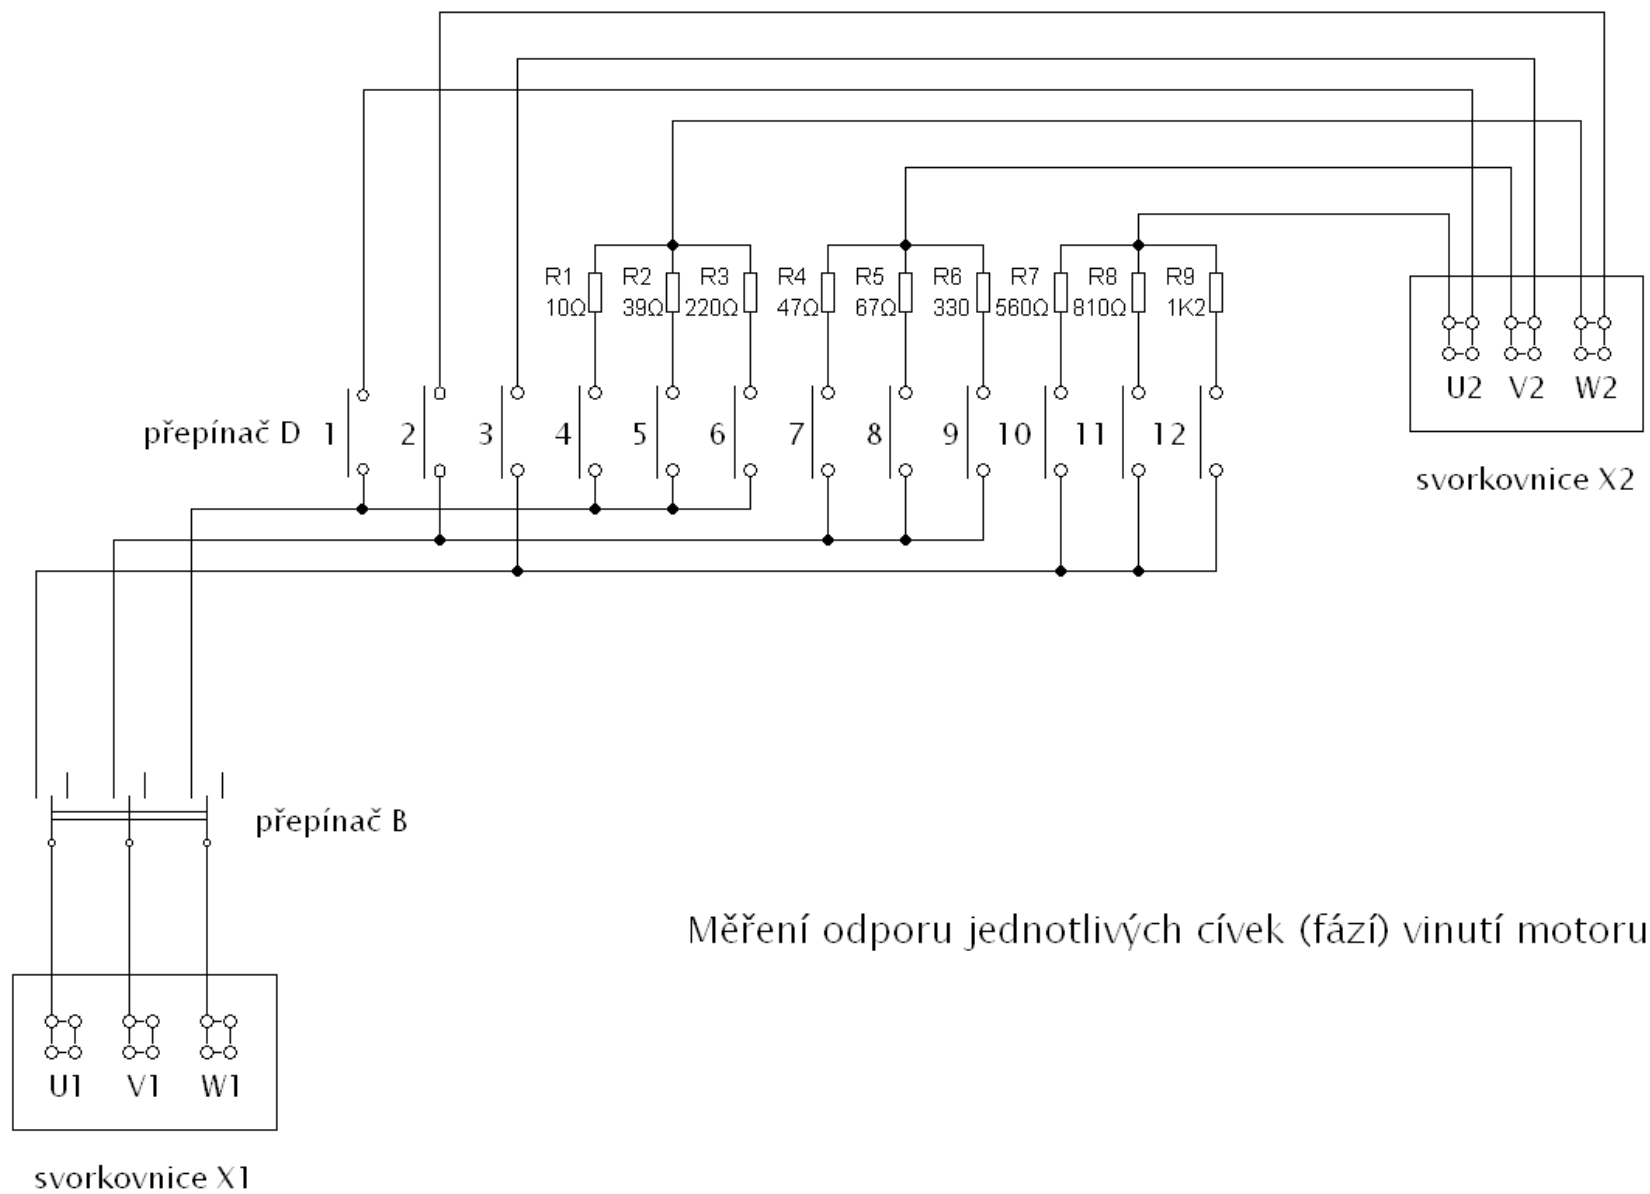 R1 R2 R3 R4 R5 R6 R7 R8 R9
10Ω 39Ω 220Ω 47Ω 67Ω 330 560Ω 810Ω 1K2
U2 V2 W2
přepínač D 1 2 3 4 5 6 7 8 9 10 11 12
svorkovnice X2
přepínač B
Měření odporu jednotlivých cívek (fází) vinutí motoru
U1 V1 W1
svorkovnice X1